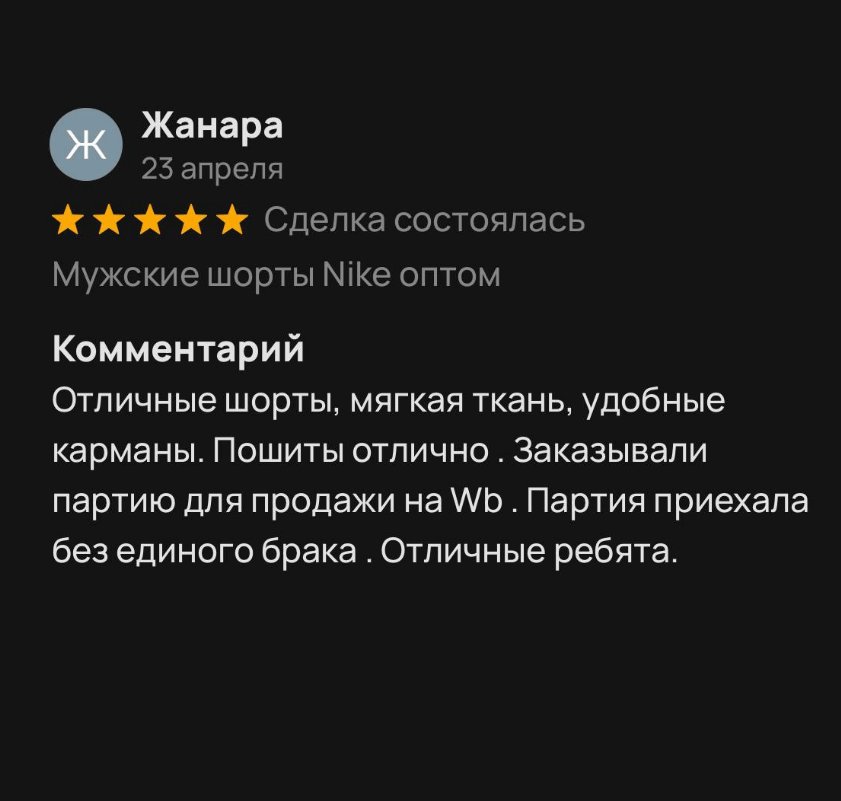 Ж
Жанара
23 апреля
Сделка состоялась
Мужские шорты Nike оптом
Комментарий
Отличные шорты, мягкая ткань, удобные
карманы. Пошиты отлично . Заказывали
партию для продажи на Wb . Партия приехала
без единого брака . Отличные ребята.